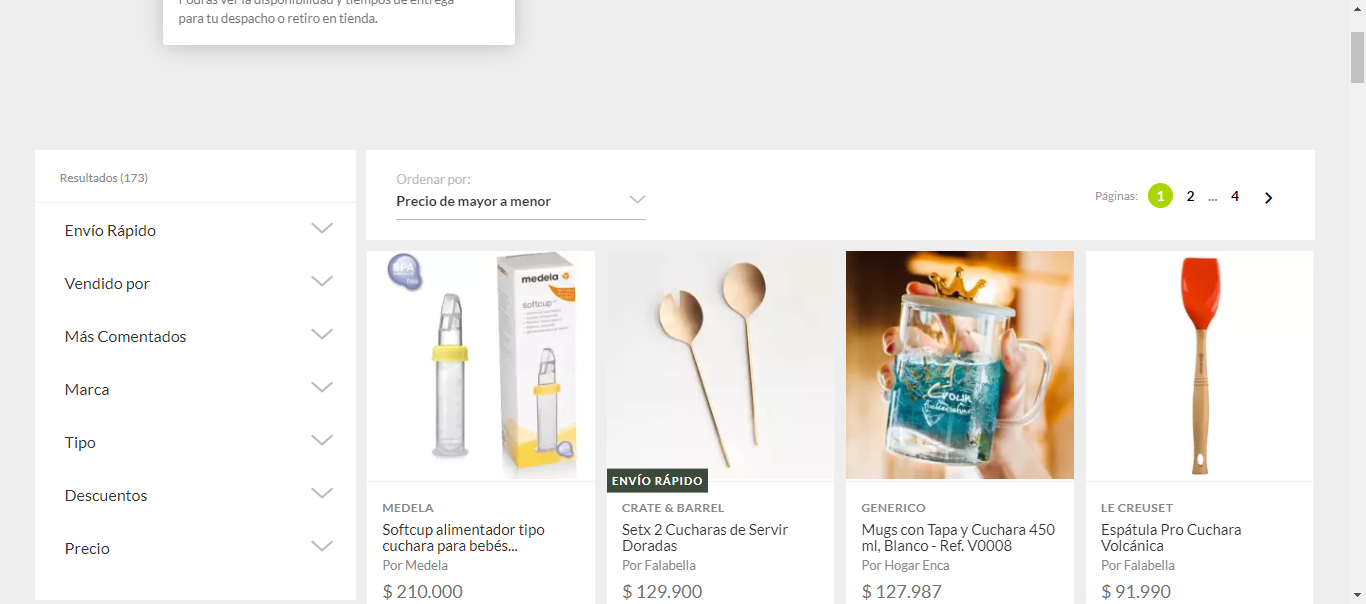 Podrás ver la disponibilidad y tiempos de entrega
para tu despacho o retiro en tienda.
Resultados (173)
Envío Rápido
Vendido por
Más Comentados
Marca
Tipo
Descuentos
Precio
Ordenar por:
Precio de mayor a menor
Páginas: 1 2 ... 4
BPA
medela
softcup
ENVÍO RÁPIDO
MEDELA
Softcup alimentador tipo
cuchara para bebés...
Por Medela
$ 210.000
CRATE & BARREL
Setx 2 Cucharas de Servir
Doradas
Por Falabella
$ 129.900
GENERICO
Mugs con Tapa y Cuchara 450
ml, Blanco - Ref. V0008
Por Hogar Enca
$ 127.987
LE CREUSET
Espátula Pro Cuchara
Volcánica
Por Falabella
$ 91.990